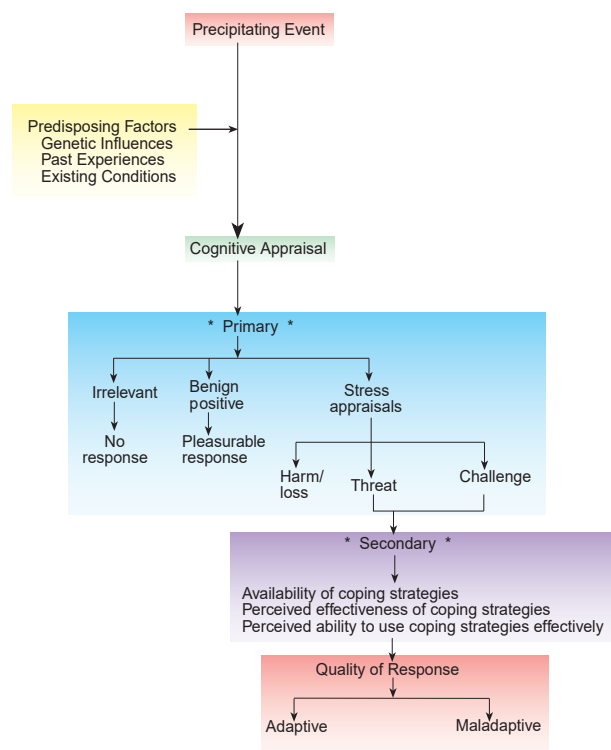 Precipitating Event
Predisposing Factors
Genetic Influences
Past Experiences
Existing Conditions
Cognitive Appraisal
* Primary *
Irrelevant
Benign
positive
Stress
appraisals
No
response
Pleasurable
response
Harm/
loss
Threat
Challenge
* Secondary *
Availability of coping strategies
Perceived effectiveness of coping strategies
Perceived ability to use coping strategies effectively
Quality of Response
Adaptive
Maladaptive